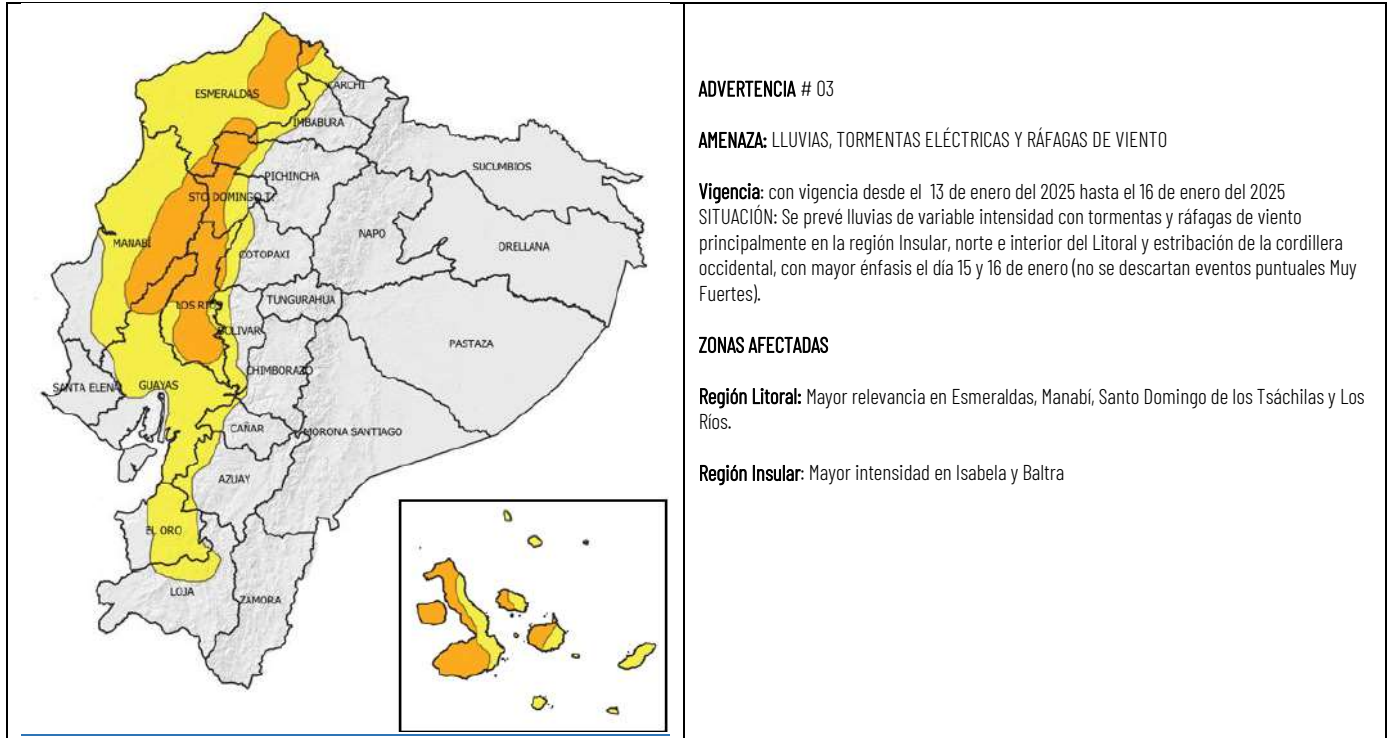 ESMERALDAS
CARCHI
IMBABURA
SUCUMBIOS
PICHINCHA
STO DOMINGO T.
NAPO
ORELLANA
MANABÍ
COTOPAXI
TUNGURAHUA
LOS RÍOS
BOLIVAR
PASTAZA
CHIMBORAZO
SANTA ELENA
GUAYAS
CAÑAR
MORONA SANTIAGO
AZUAY
EL ORO
LOJA
ZAMORA
ADVERTENCIA # 03
AMENAZA: LLUVIAS, TORMENTAS ELÉCTRICAS Y RÁFAGAS DE VIENTO
Vigencia: con vigencia desde el 13 de enero del 2025 hasta el 16 de enero del 2025
SITUACIÓN: Se prevé lluvias de variable intensidad con tormentas y ráfagas de viento
principalmente en la región Insular, norte e interior del Litoral y estribación de la cordillera
occidental, con mayor énfasis el día 15 y 16 de enero (no se descartan eventos puntuales Muy
Fuertes).
ZONAS AFECTADAS
Región Litoral: Mayor relevancia en Esmeraldas, Manabí, Santo Domingo de los Tsáchilas y Los
Ríos.
Región Insular: Mayor intensidad en Isabela y Baltra